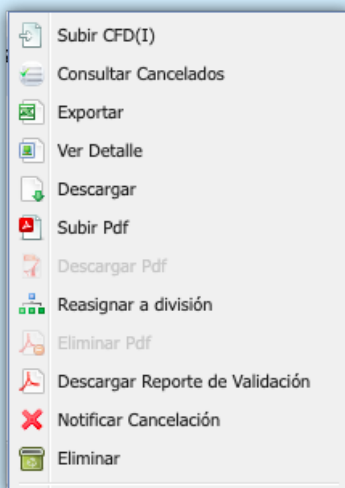 Subir CFD(I)
Consultar Cancelados
Exportar
Ver Detalle
Descargar
Subir Pdf
Descargar Pdf
Reasignar a división
Eliminar Pdf
Descargar Reporte de Validación
Notificar Cancelación
Eliminar